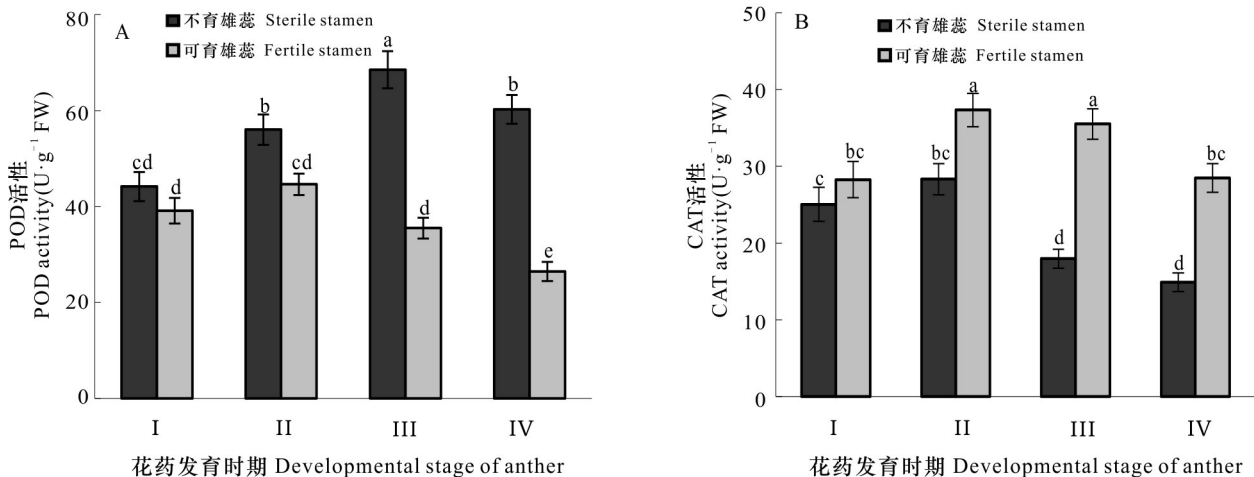 A
不育雄蕊 Sterile stamen
可育雄蕊 Fertile stamen
POD活性
POD activity(U·g⁻¹ FW)
80
60
40
20
0
cd
d
b
cd
a
d
b
e
I
II
III
IV
花药发育时期 Developmental stage of anther
B
不育雄蕊 Sterile stamen
可育雄蕊 Fertile stamen
CAT活性
CAT activity(U·g⁻¹ FW)
50
40
30
20
10
0
c
bc
bc
a
d
a
d
bc
I
II
III
IV
花药发育时期 Developmental stage of anther